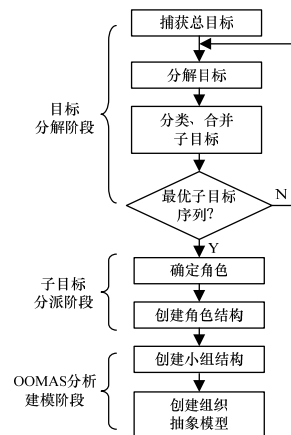 捕获总目标
分解目标
目标
分解阶段
分类、合并
子目标
最优子目标
序列?
N
Y
确定角色
子目标
分派阶段
创建角色结构
创建小组结构
OOMAS分析
建模阶段
创建组织
抽象模型